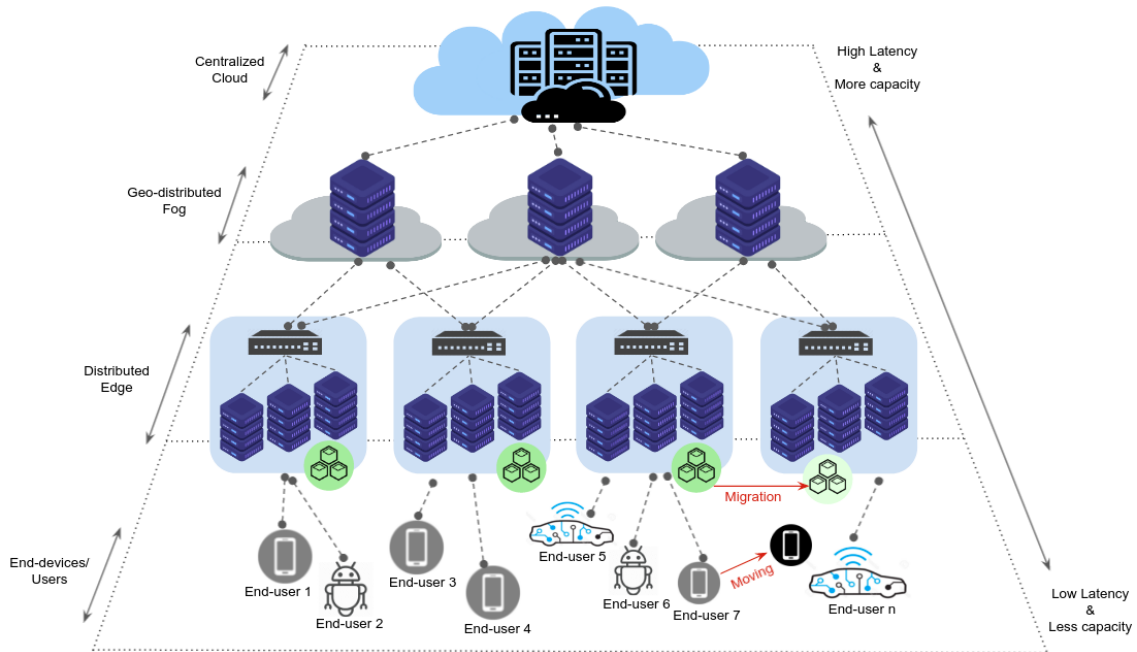 Centralized
Cloud
High Latency
&
More capacity
Geo-distributed
Fog
Distributed
Edge
Migration
End-devices/
Users
End-user 1
End-user 2
End-user 3
End-user 4
End-user 5
End-user 6
End-user 7
Moving
End-user n
Low Latency
&
Less capacity